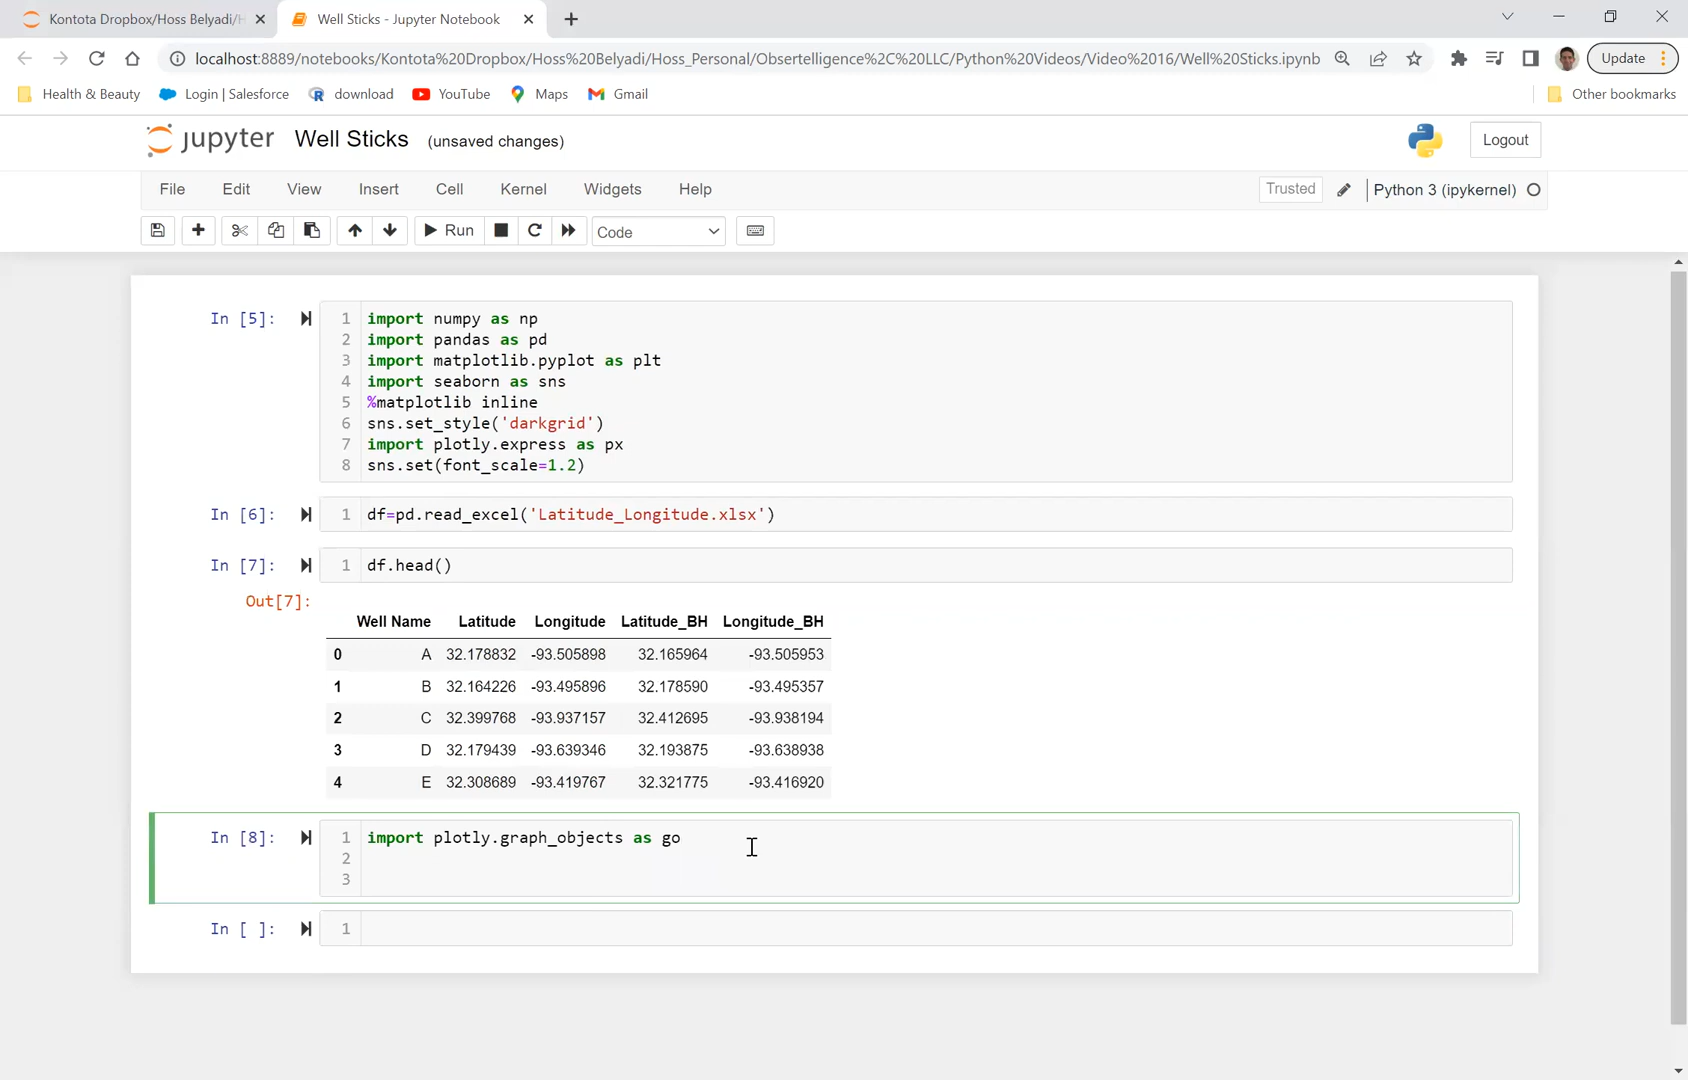 Kontota Dropbox/Hoss Belyadi/H
Well Sticks - Jupyter Notebook
localhost:8889/notebooks/Kontota%20Dropbox/Hoss%20Belyadi/Hoss_Personal/Obsertelligence%2C%20LLC/Python%20Videos/Video%2016/Well%20Sticks.ipynb
Update
Health & Beauty
Login | Salesforce
download
YouTube
Maps
Gmail
Other bookmarks
jupyter
Well Sticks
(unsaved changes)
Logout
File
Edit
View
Insert
Cell
Kernel
Widgets
Help
Trusted
Python 3 (ipykernel)
Run
Code
In [5]:
1 import numpy as np
2 import pandas as pd
3 import matplotlib.pyplot as plt
4 import seaborn as sns
5 %matplotlib inline
6 sns.set_style('darkgrid')
7 import plotly.express as px
8 sns.set(font_scale=1.2)
In [6]:
1 df=pd.read_excel('Latitude_Longitude.xlsx')
In [7]:
1 df.head()
Out[7]:
Well Name Latitude Longitude Latitude_BH Longitude_BH
0 A 32.178832 -93.505898 32.165964 -93.505953
1 B 32.164226 -93.495896 32.178590 -93.495357
2 C 32.399768 -93.937157 32.412695 -93.938194
3 D 32.179439 -93.639346 32.193875 -93.638938
4 E 32.308689 -93.419767 32.321775 -93.416920
In [8]:
1 import plotly.graph_objects as go
2
3
In [ ]:
1